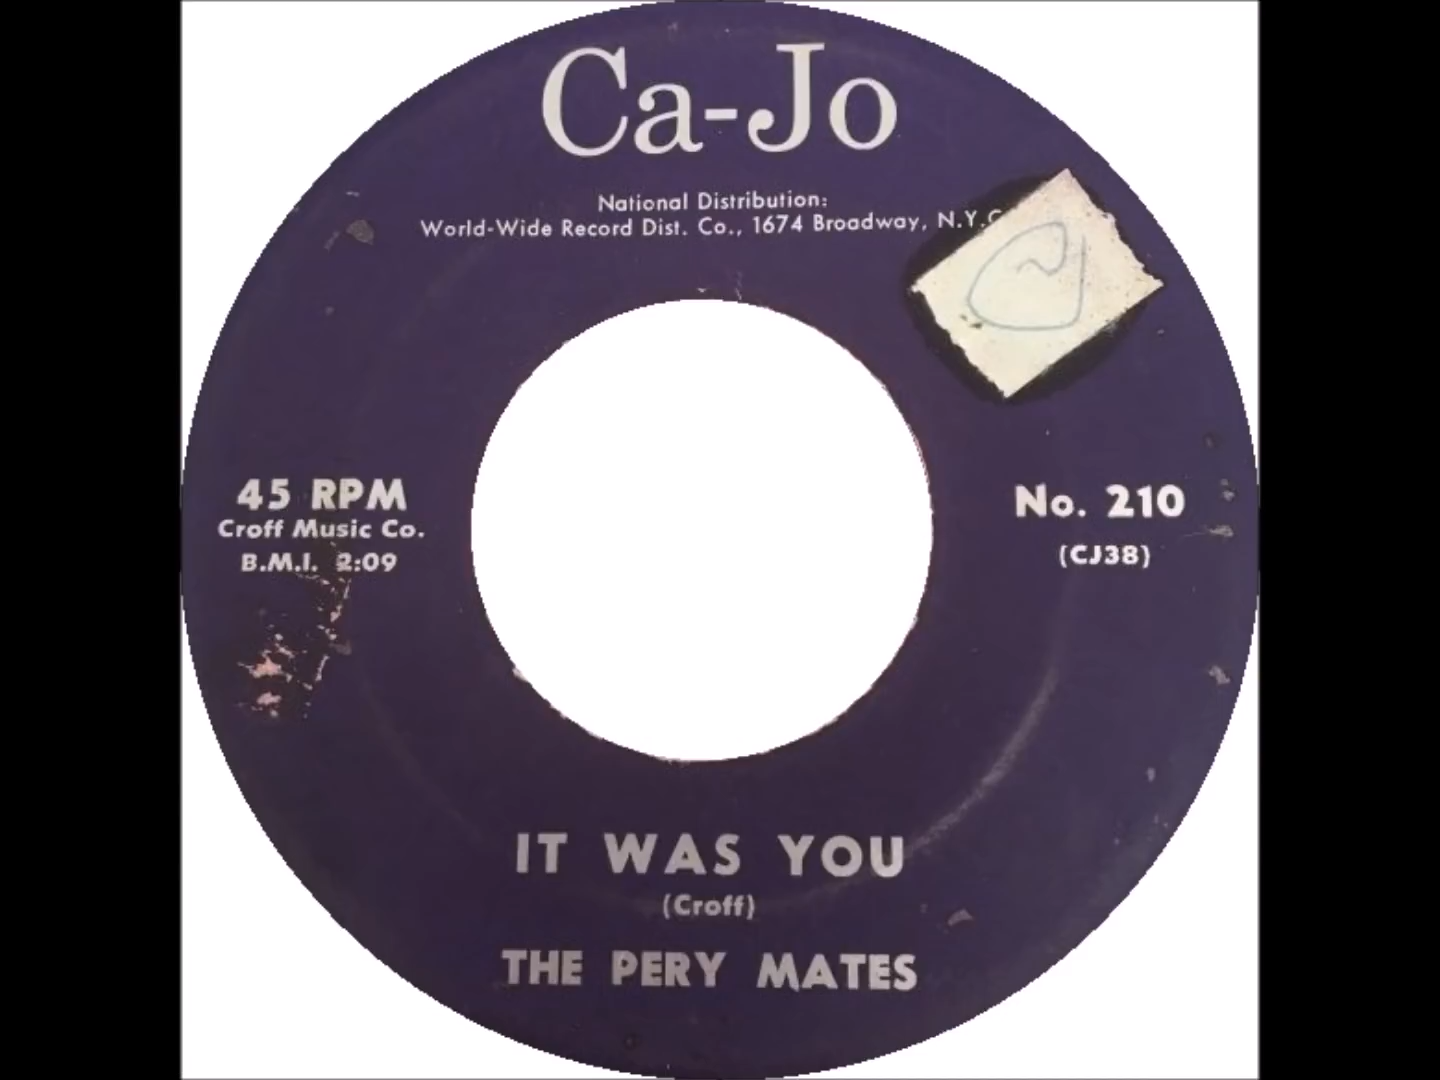 Ca-Jo
National Distribution:
World-Wide Record Dist. Co., 1674 Broadway, N.Y.C
45 RPM
Croff Music Co.
B.M.I. 2:09
No. 210
(CJ38)
IT WAS YOU
(Croff)
THE PERY MATES